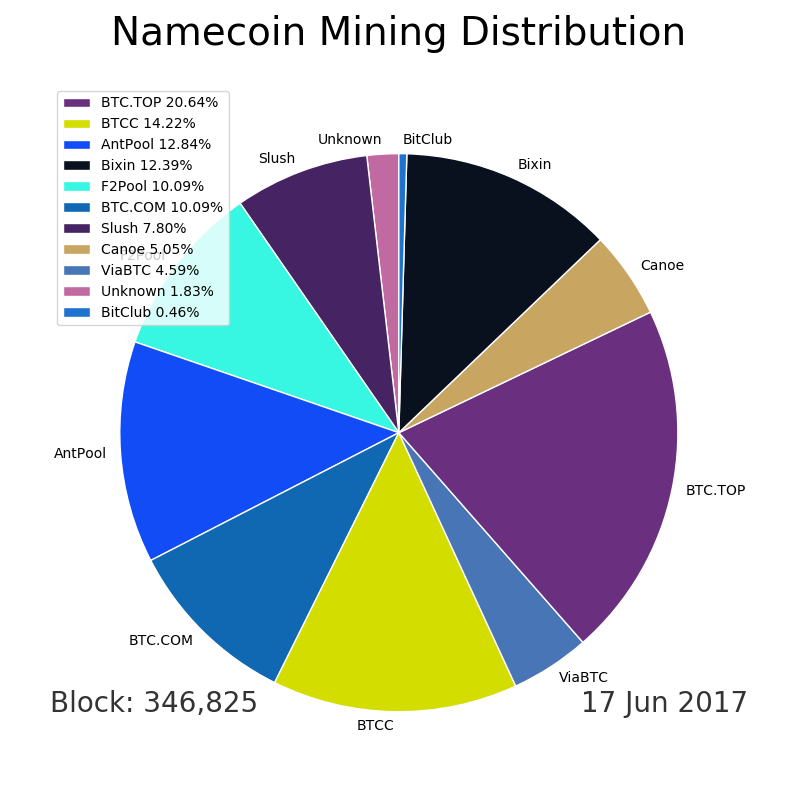 Namecoin Mining Distribution
BTC.TOP 20.64%
BTCC 14.22%
AntPool 12.84%
Bixin 12.39%
F2Pool 10.09%
BTC.COM 10.09%
Slush 7.80%
Canoe 5.05%
ViaBTC 4.59%
Unknown 1.83%
BitClub 0.46%
Unknown
BitClub
Slush
Bixin
F2Pool
Canoe
AntPool
BTC.TOP
BTC.COM
ViaBTC
BTCC
Block: 346,825
17 Jun 2017